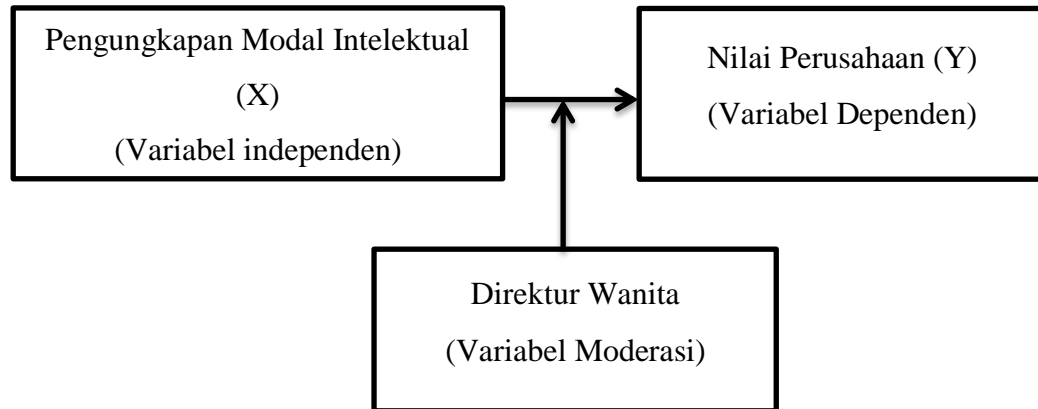 Pengungkapan Modal Intelektual
(X)
(Variabel independen)
Nilai Perusahaan (Y)
(Variabel Dependen)
Direktur Wanita
(Variabel Moderasi)